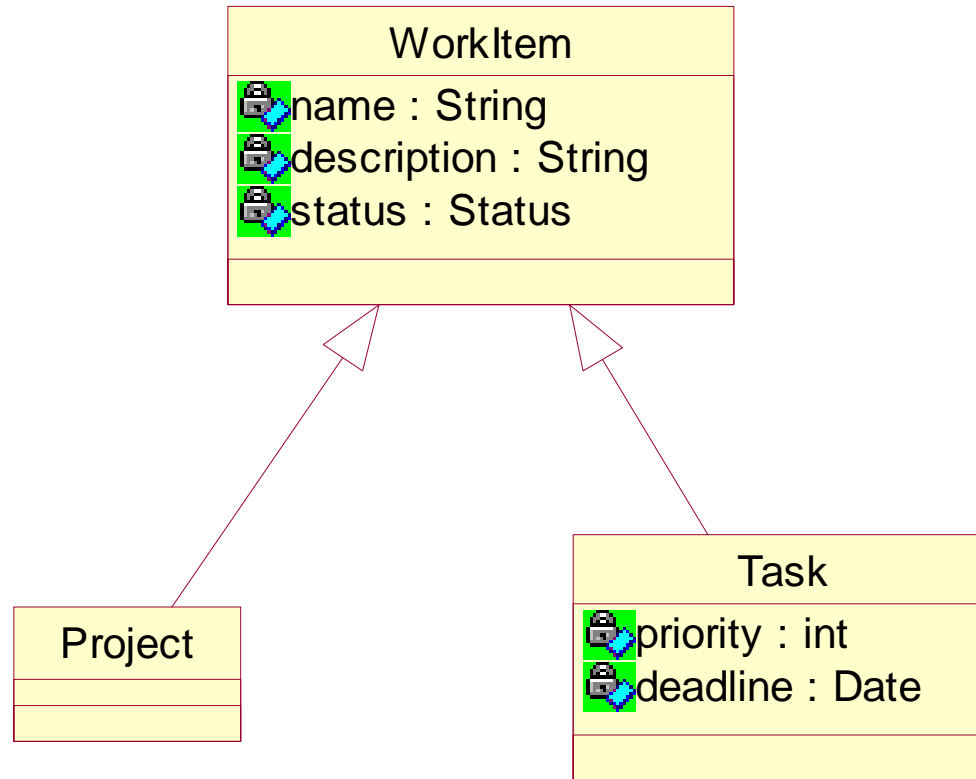 WorkItem
name : String
description : String
status : Status
Project
Task
priority : int
deadline : Date